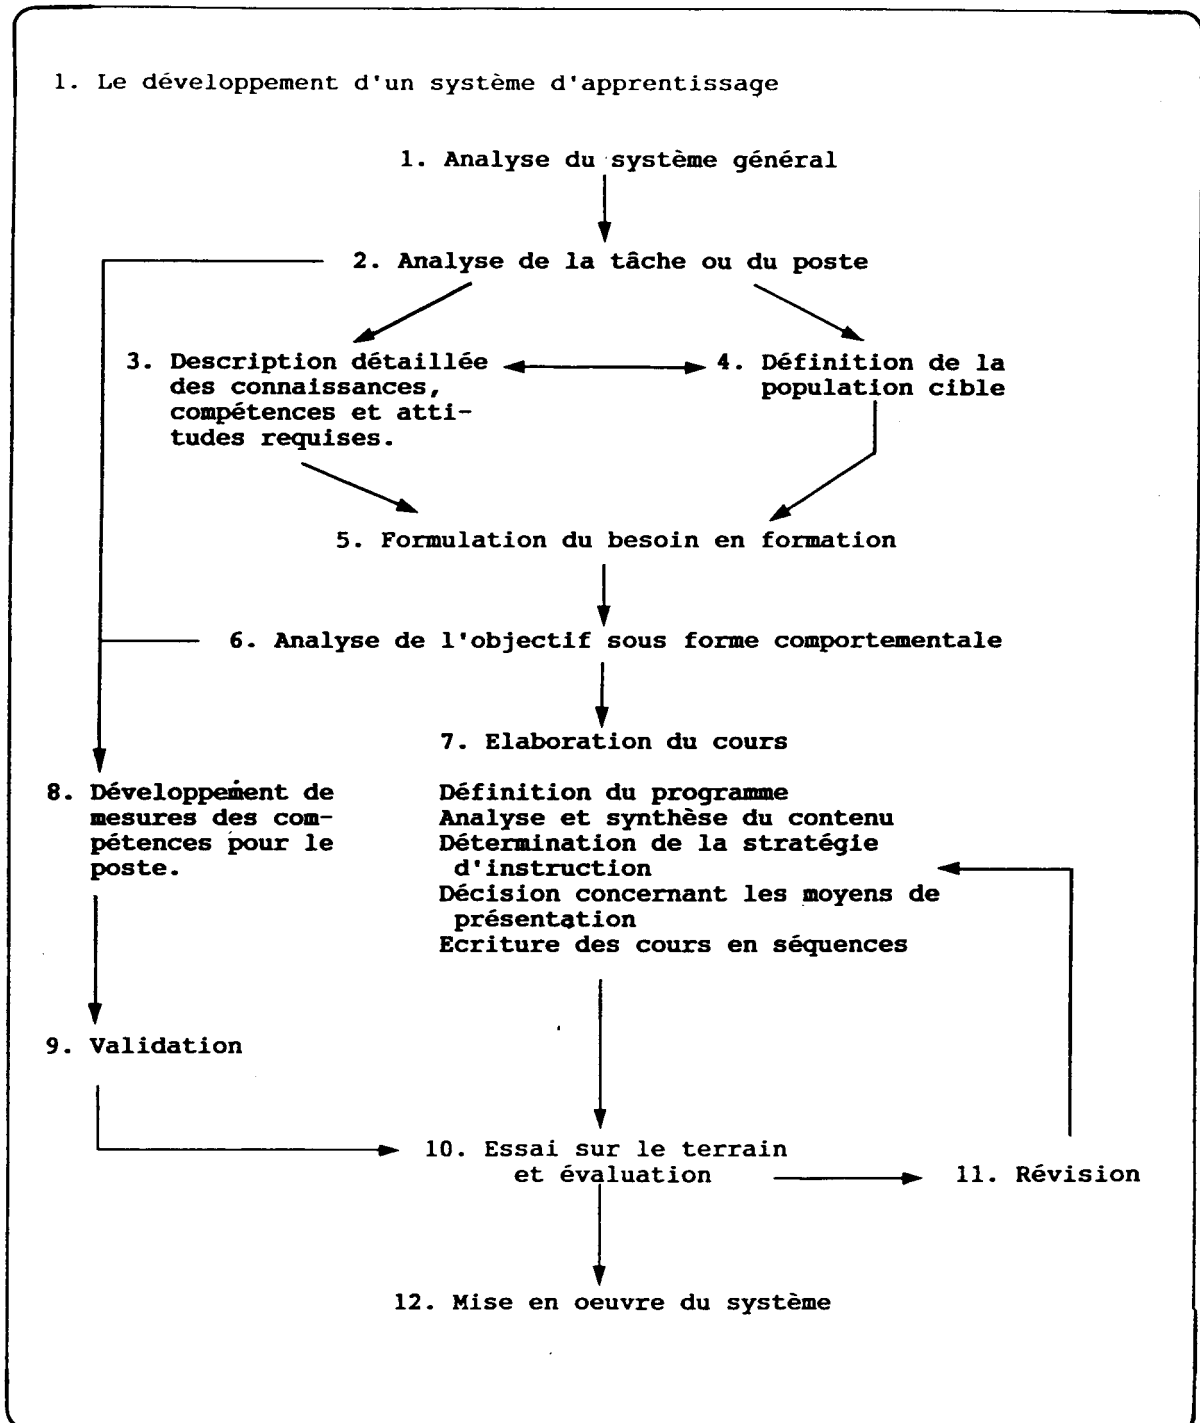 1. Le développement d'un système d'apprentissage
1. Analyse du système général
2. Analyse de la tâche ou du poste
3. Description détaillée
des connaissances,
compétences et atti-
tudes requises.
4. Définition de la
population cible
5. Formulation du besoin en formation
6. Analyse de l'objectif sous forme comportementale
7. Elaboration du cours
Définition du programme
Analyse et synthèse du contenu
Détermination de la stratégie
d'instruction
Décision concernant les moyens de
présentation
Ecriture des cours en séquences
8. Développement de
mesures des com-
pétences pour le
poste.
9. Validation
10. Essai sur le terrain
et évaluation
11. Révision
12. Mise en oeuvre du système